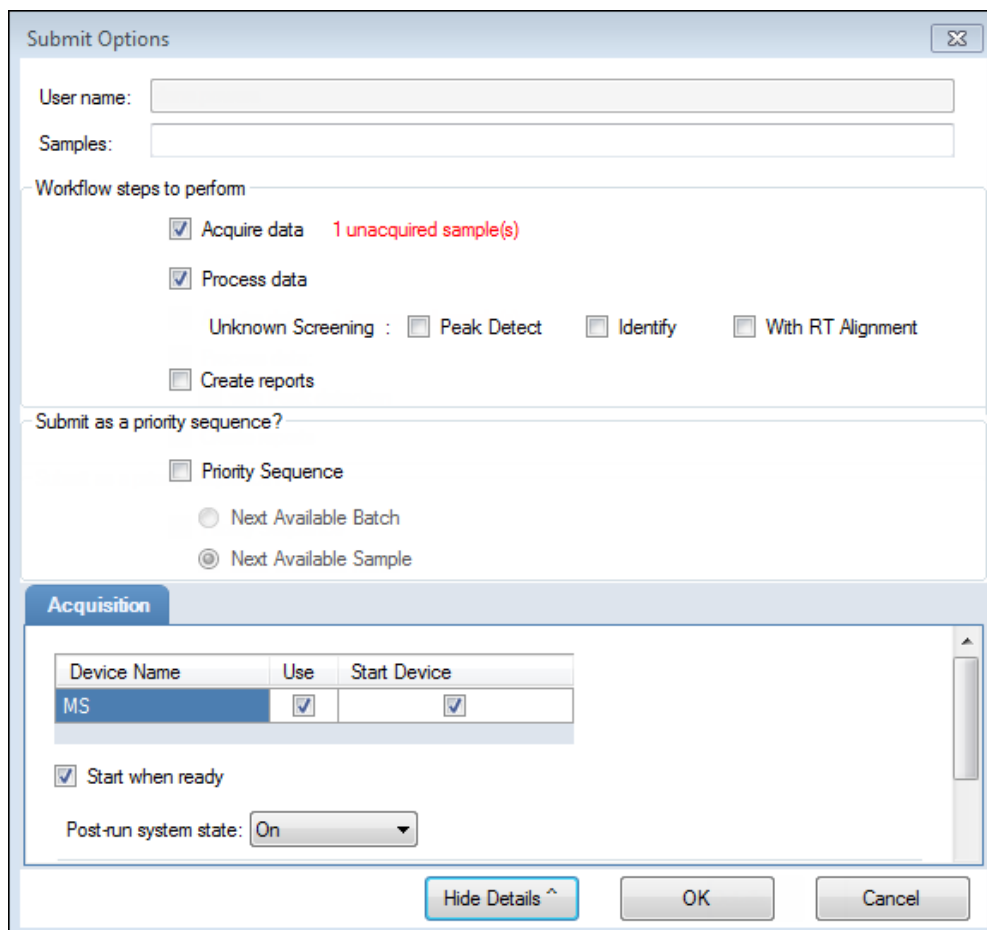 Submit Options
User name:
Samples:
Workflow steps to perform
Acquire data 1 unacquired sample(s)
Process data
Unknown Screening : Peak Detect Identify With RT Alignment
Create reports
Submit as a priority sequence?
Priority Sequence
Next Available Batch
Next Available Sample
Acquisition
Device Name Use Start Device
MS
Start when ready
Post-run system state: On
Hide Details ^ OK Cancel